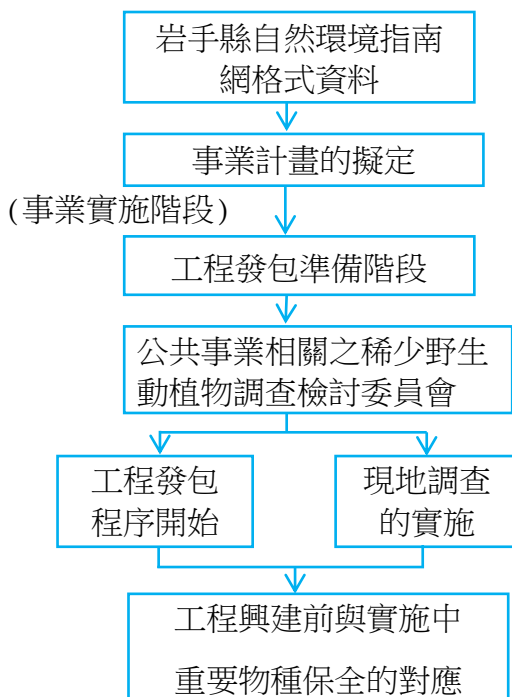 岩手縣自然環境指南
網格式資料
事業計畫的擬定
(事業實施階段)
工程發包準備階段
公共事業相關之稀少野生
動植物調查檢討委員會
工程發包
程序開始
現地調查
的實施
工程興建前與實施中
重要物種保全的對應